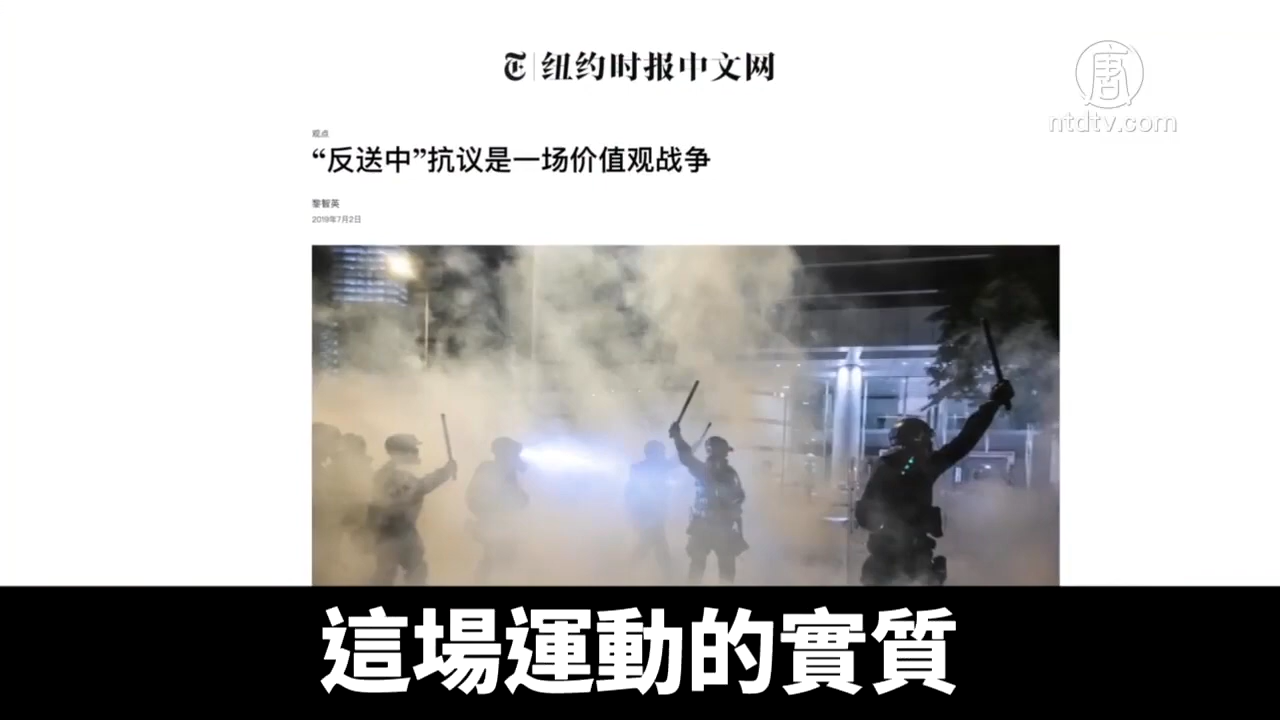 纽约时报中文网
唐
ntdtv.com
观点
“反送中”抗议是一场价值观战争
黎智英
2019年7月2日
這場運動的實質